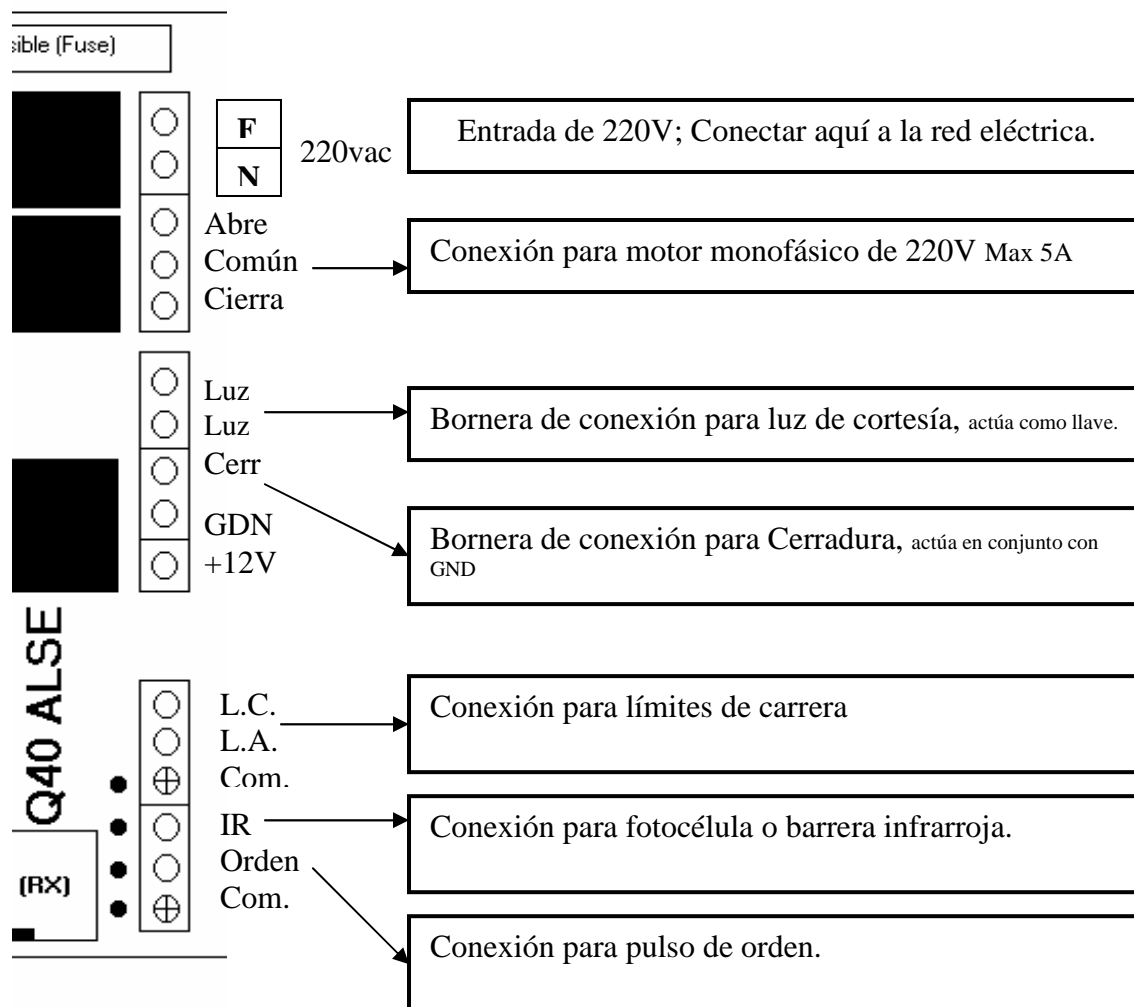 sible (Fuse)
F
N
220vac
Entrada de 220V; Conectar aquí a la red eléctrica.
Abre
Común
Cierra
Conexión para motor monofásico de 220V Max 5A
Luz
Luz
Bornera de conexión para luz de cortesía, actúa como llave.
Cerr
GDN
+12V
Bornera de conexión para Cerradura, actúa en conjunto con
GND
Q40 ALSE
L.C.
L.A.
Com.
Conexión para límites de carrera
IR
Orden
Com.
Conexión para fotocélula o barrera infrarroja.
(RX)
Conexión para pulso de orden.